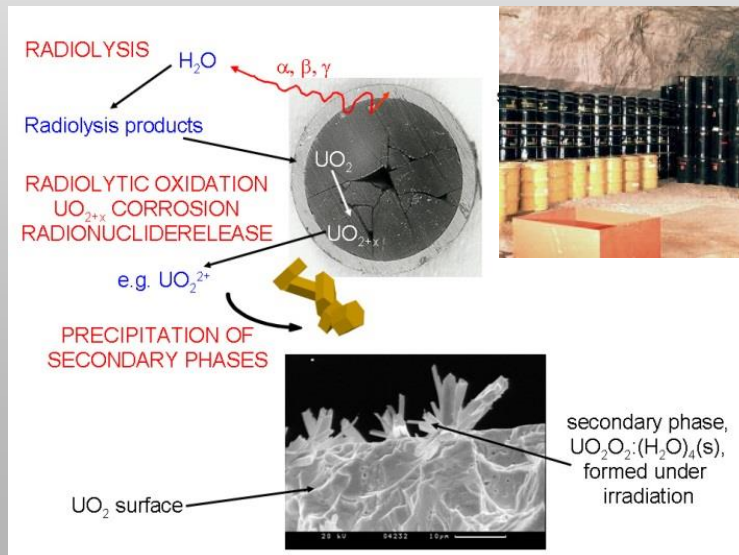 RADIOLYSIS
H₂O
α, β, γ
Radiolysis products
UO₂
RADIOLYTIC OXIDATION
UO₂₊ₓ CORROSION
RADIONUCLIDERELEASE
UO₂₊ₓ
e.g. UO₂²⁺
PRECIPITATION OF
SECONDARY PHASES
secondary phase,
UO₂O₂:(H₂O)₄(s),
formed under
irradiation
UO₂ surface
20 kV 04232 10µm